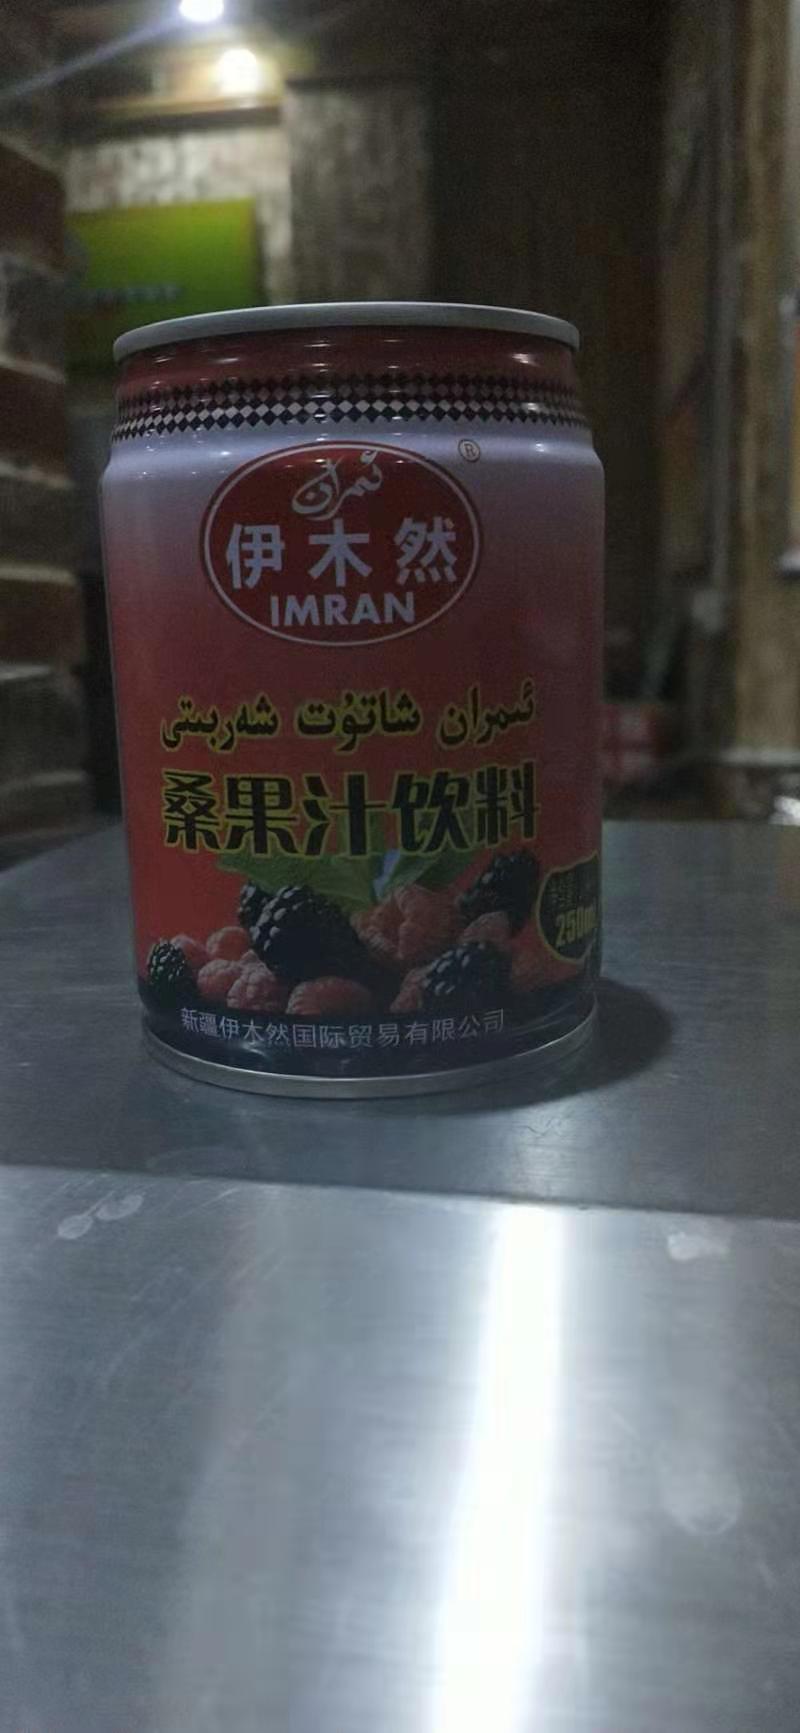 ئىمران
®
伊木然
IMRAN
ئىمران شاتۇت شەربىتى
桑果汁饮料
250ml
新疆伊木然国际贸易有限公司